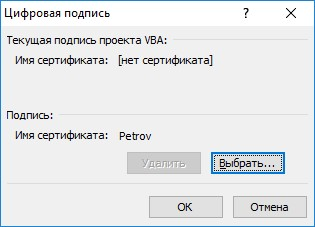 Цифровая подпись
Текущая подпись проекта VBA:
Имя сертификата: [нет сертификата]
Подпись:
Имя сертификата: Petrov
Удалить Выбрать...
ОК Отмена